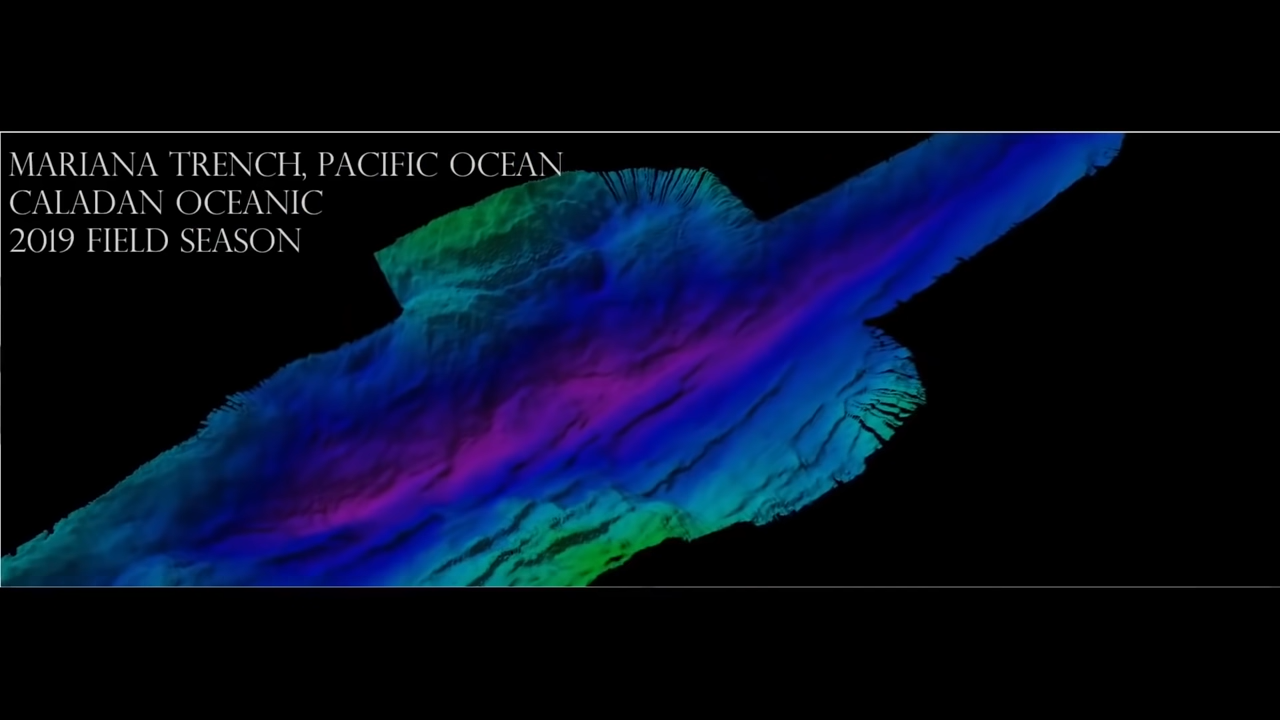 MARIANA TRENCH, PACIFIC OCEAN
CALADAN OCEANIC
2019 FIELD SEASON